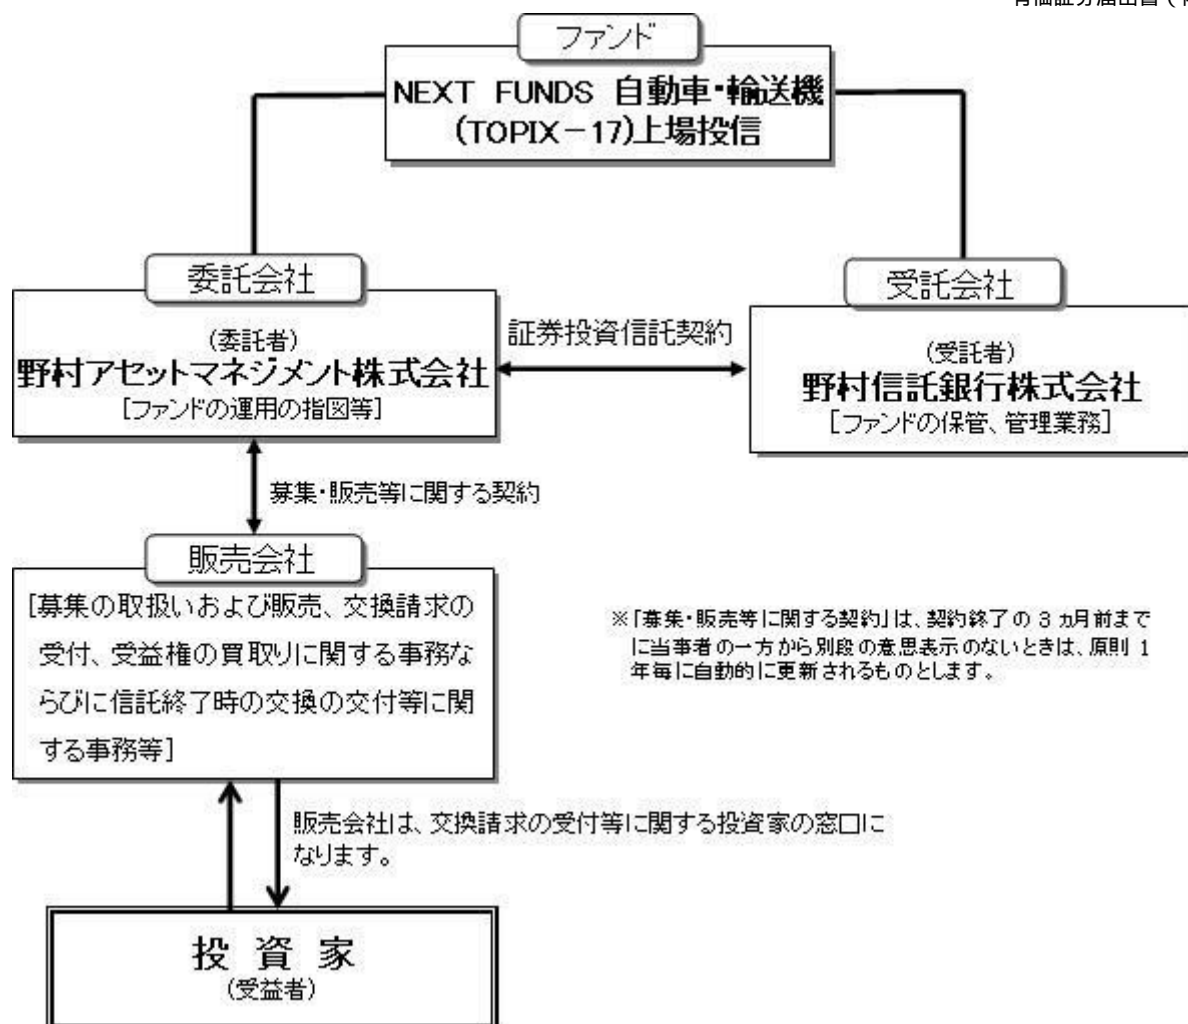 有価証券届出書（
ファンド
NEXT FUNDS 自動車・輸送機
(TOPIX－17)上場投信
委託会社
(委託者)
野村アセットマネジメント株式会社
[ファンドの運用の指図等]
証券投資信託契約
受託会社
(受託者)
野村信託銀行株式会社
[ファンドの保管、管理業務]
募集・販売等に関する契約
販売会社
[募集の取扱いおよび販売、交換請求の
受付、受益権の買取りに関する事務な
らびに信託終了時の交換の交付等に関
する事務等]
※「募集・販売等に関する契約」は、契約終了の 3 ヵ月前まで
に当事者の一方から別段の意思表示のないときは、原則 1
年毎に自動的に更新されるものとします。
販売会社は、交換請求の受付等に関する投資家の窓口に
なります。
投 資 家
(受益者)